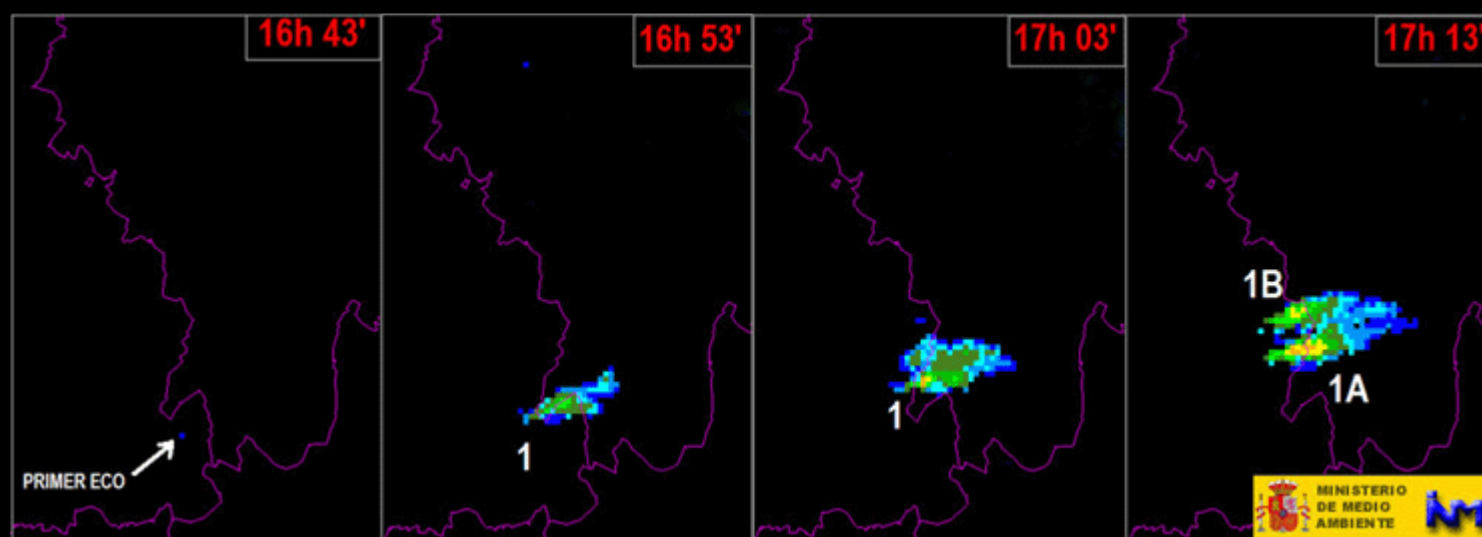 16h 43'
16h 53'
17h 03'
17h 13'
PRIMER ECO
1
1
1B
1A
MINISTERIO
DE MEDIO
AMBIENTE